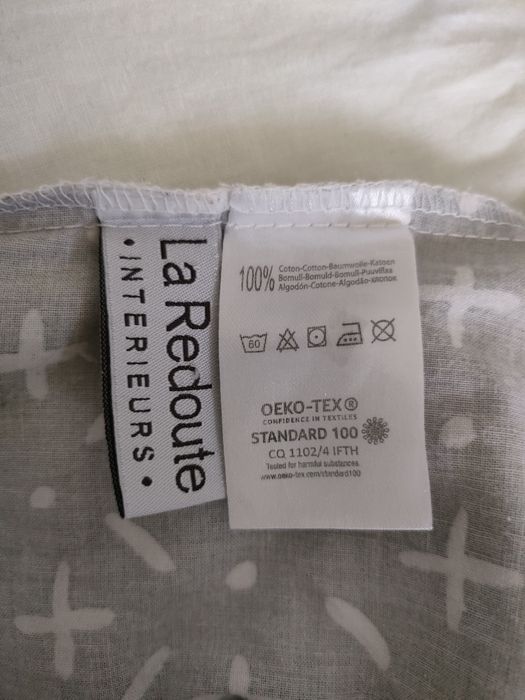 La Redoute
• INTERIEURS •
100% Coton-Cotton-Baumwolle-Katoen
Bomull-Bomuld-Bomull-Puuvillaa
Algodón-Cotone-Algodão-хлопок
60
OEKO-TEX®
CONFIDENCE IN TEXTILES
STANDARD 100
CQ 1102/4 IFTH
Tested for harmful substances
www.oeko-tex.com/standard100